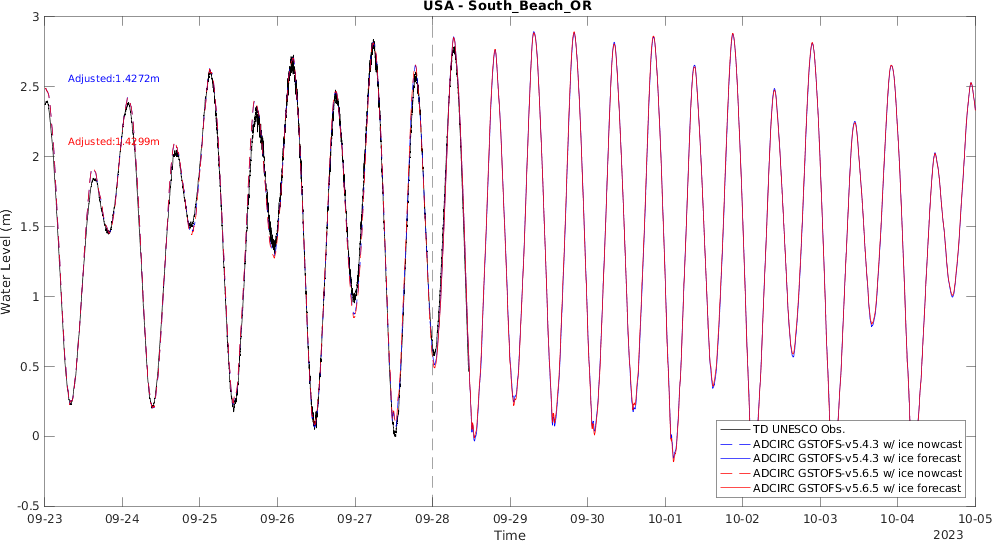 USA - South_Beach_OR
Water Level (m)
3
2.5
2
1.5
1
0.5
0
-0.5
Adjusted:1.4272m
Adjusted:1.4299m
TD UNESCO Obs.
ADCIRC GSTOFS-v5.4.3 w/ ice nowcast
ADCIRC GSTOFS-v5.4.3 w/ ice forecast
ADCIRC GSTOFS-v5.6.5 w/ ice nowcast
ADCIRC GSTOFS-v5.6.5 w/ ice forecast
09-23 09-24 09-25 09-26 09-27 09-28 09-29 09-30 10-01 10-02 10-03 10-04 10-05
Time
2023